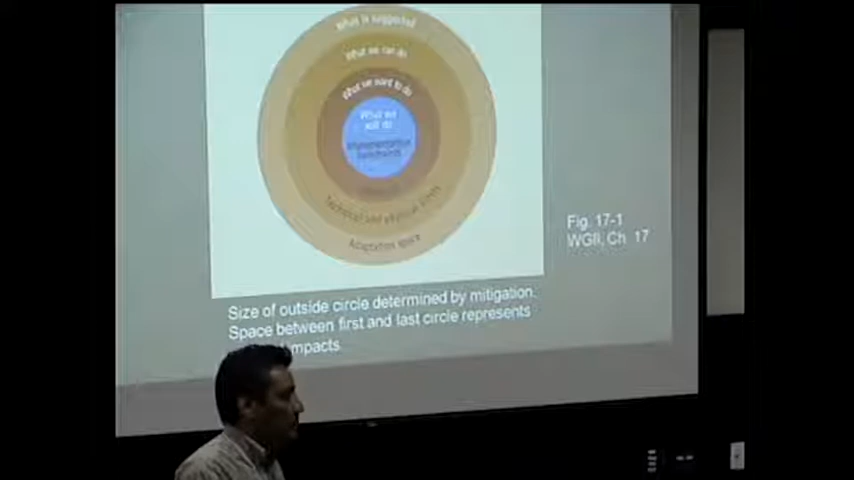 What is suggested
What we can do
What we want to do
What we
will do
Technical and physical limits
Adaptation space
Fig. 17-1
WGII, Ch 17
Size of outside circle determined by mitigation.
Space between first and last circle represents
impacts